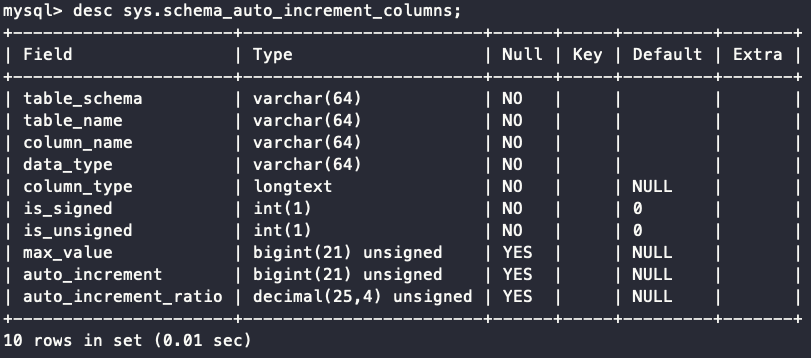 mysql> desc sys.schema_auto_increment_columns;
+----------------------+------------------------+------+-----+---------+-------+
| Field                | Type                   | Null | Key | Default | Extra |
+----------------------+------------------------+------+-----+---------+-------+
| table_schema         | varchar(64)            | NO   |     |         |       |
| table_name           | varchar(64)            | NO   |     |         |       |
| column_name          | varchar(64)            | NO   |     |         |       |
| data_type            | varchar(64)            | NO   |     |         |       |
| column_type          | longtext               | NO   |     | NULL    |       |
| is_signed            | int(1)                 | NO   |     | 0       |       |
| is_unsigned          | int(1)                 | NO   |     | 0       |       |
| max_value            | bigint(21) unsigned    | YES  |     | NULL    |       |
| auto_increment       | bigint(21) unsigned    | YES  |     | NULL    |       |
| auto_increment_ratio | decimal(25,4) unsigned | YES  |     | NULL    |       |
+----------------------+------------------------+------+-----+---------+-------+
10 rows in set (0.01 sec)